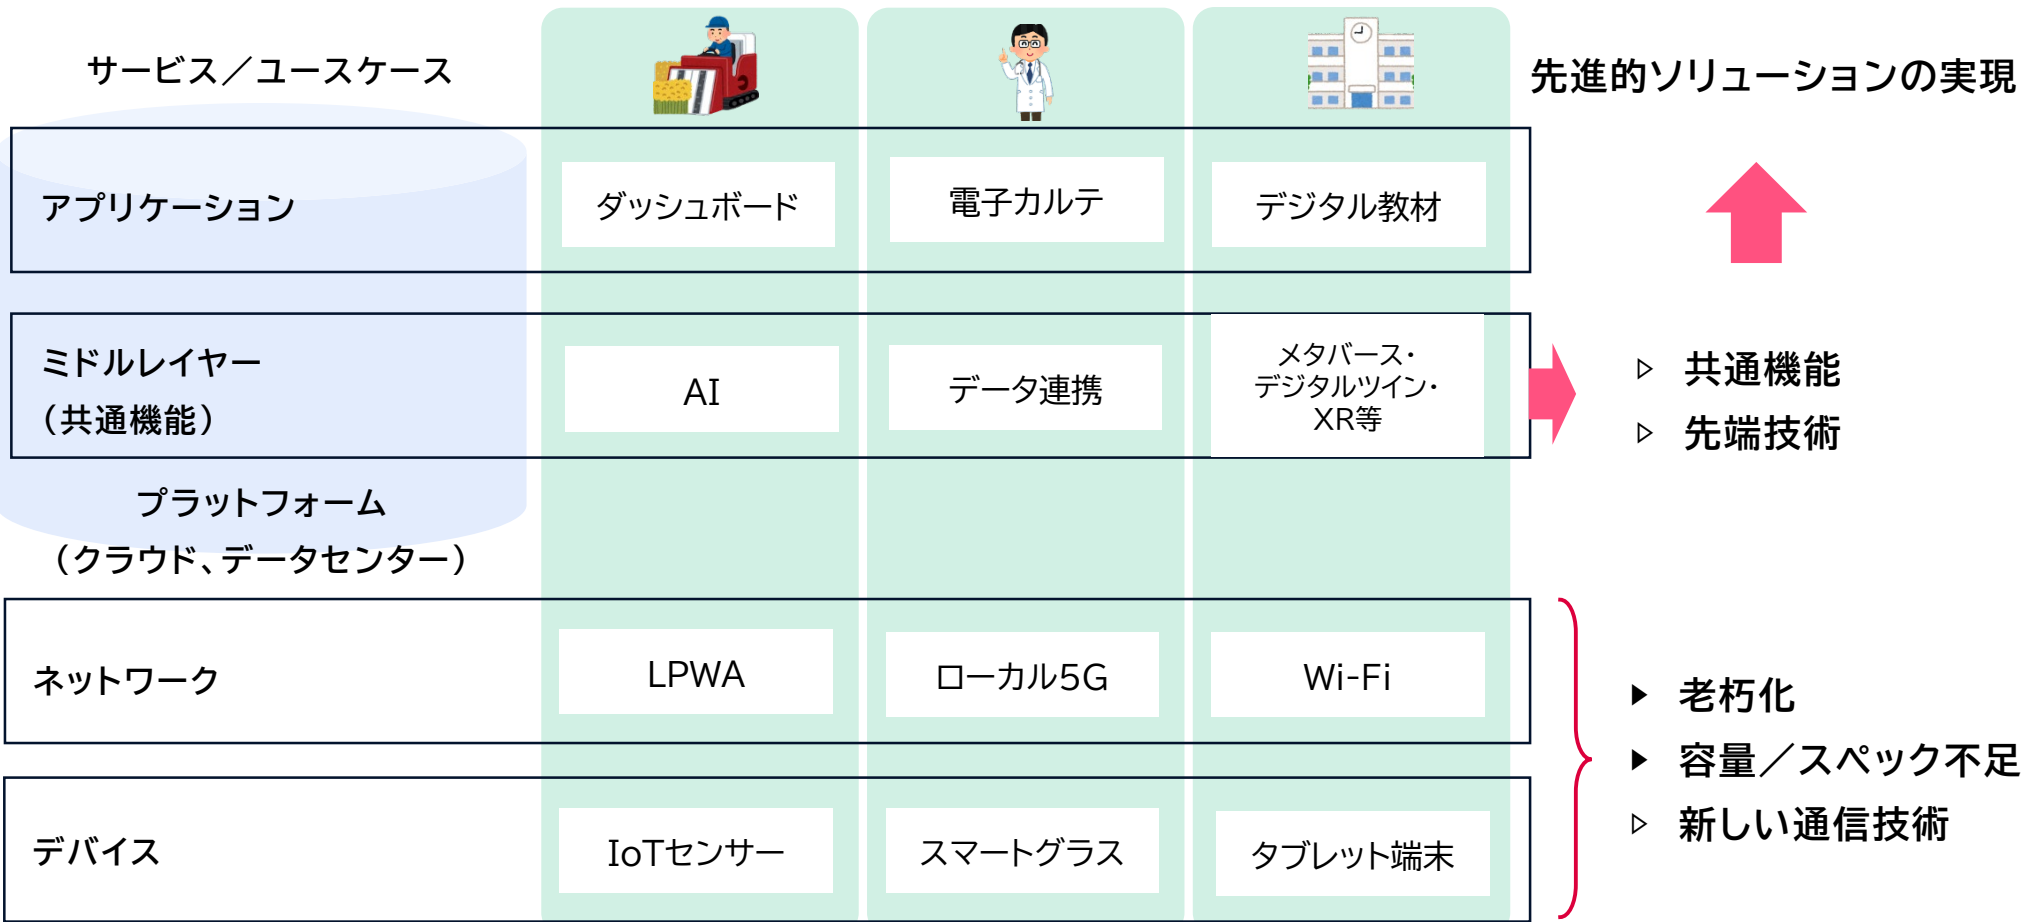 サービス／ユースケース
先進的ソリューションの実現
アプリケーション
ダッシュボード
電子カルテ
デジタル教材
ミドルレイヤー
（共通機能）
AI
データ連携
メタバース・
デジタルツイン・
XR等
▷ 共通機能
▷ 先端技術
プラットフォーム
（クラウド、データセンター）
ネットワーク
LPWA
ローカル5G
Wi-Fi
▶ 老朽化
▶ 容量／スペック不足
▷ 新しい通信技術
デバイス
IoTセンサー
スマートグラス
タブレット端末